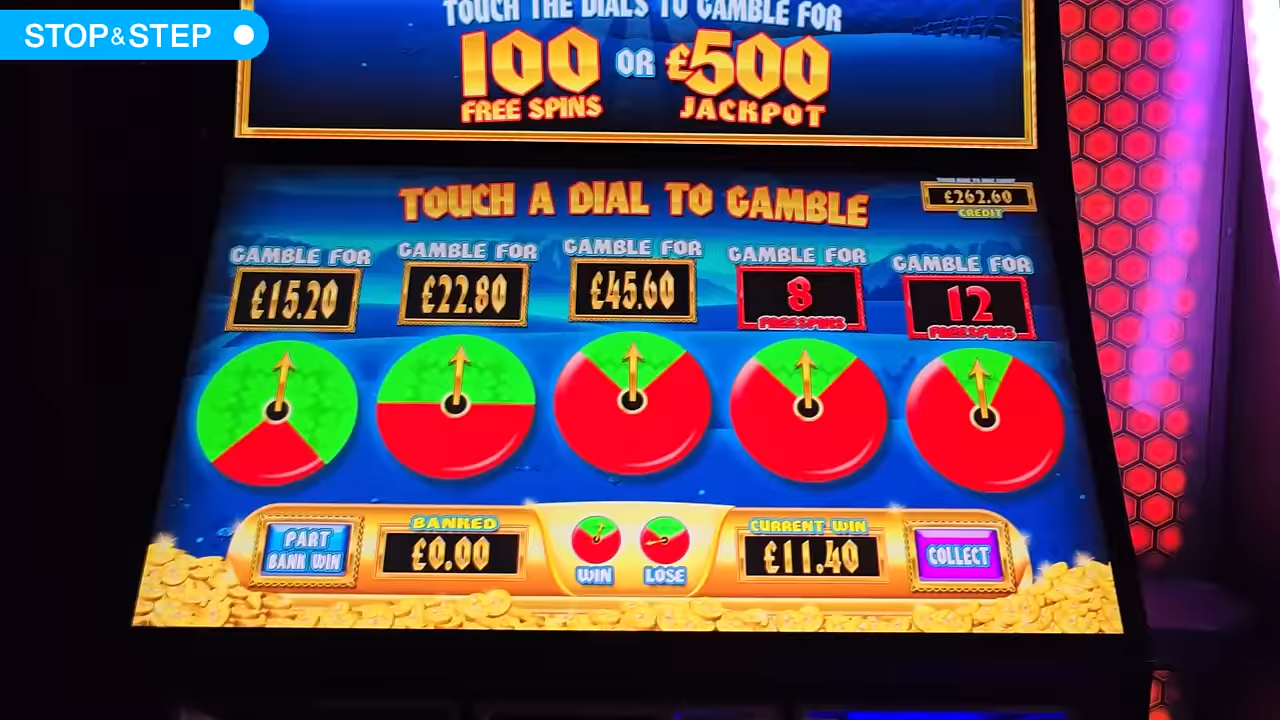 STOP&STEP
TOUCH THE DIALS TO GAMBLE FOR
100 OR £500
FREE SPINS JACKPOT
TOUCH A DIAL TO GAMBLE
£262.60
CREDIT
GAMBLE FOR GAMBLE FOR GAMBLE FOR GAMBLE FOR GAMBLE FOR
£15.20 £22.80 £45.60 8 12
FREESPINS FREESPINS
PART
BANK WIN
BANKED
£0.00
WIN LOSE
CURRENT WIN
£11.40
COLLECT